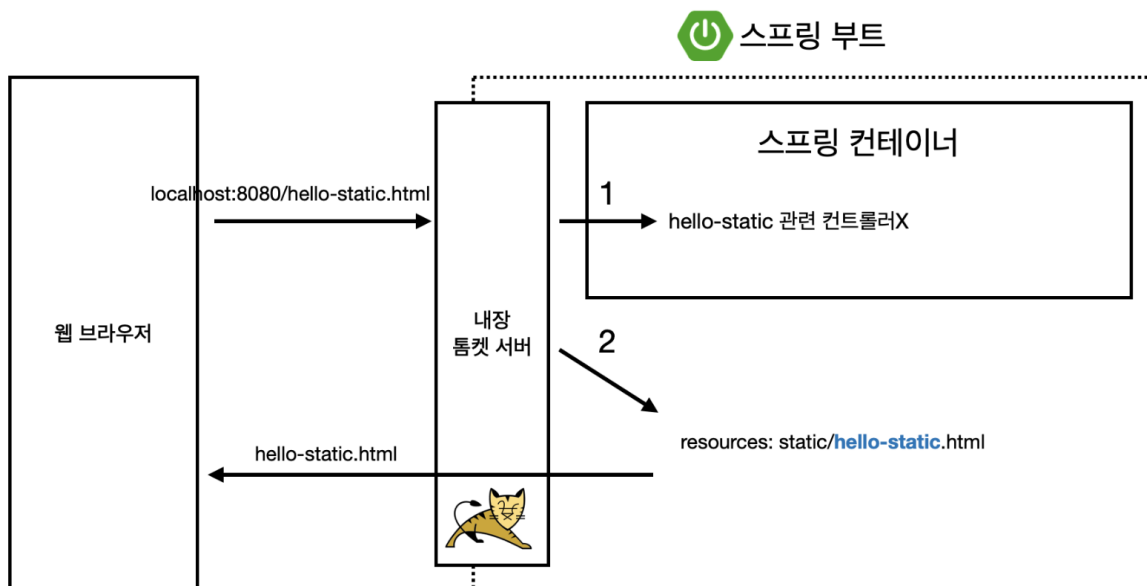 스프링 부트
스프링 컨테이너
localhost:8080/hello-static.html
1
hello-static 관련 컨트롤러X
웹 브라우저
내장
톰켓 서버
2
resources: static/hello-static.html
hello-static.html